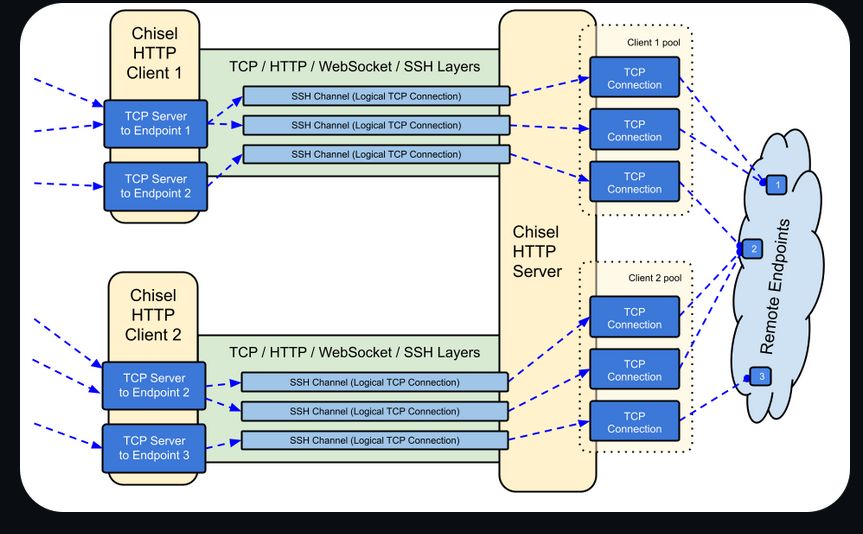 Chisel
HTTP
Client 1
TCP / HTTP / WebSocket / SSH Layers
TCP Server
to Endpoint 1
TCP Server
to Endpoint 2
SSH Channel (Logical TCP Connection)
SSH Channel (Logical TCP Connection)
SSH Channel (Logical TCP Connection)
Chisel
HTTP
Server
Client 1 pool
TCP
Connection
TCP
Connection
TCP
Connection
Chisel
HTTP
Client 2
TCP / HTTP / WebSocket / SSH Layers
TCP Server
to Endpoint 2
TCP Server
to Endpoint 3
SSH Channel (Logical TCP Connection)
SSH Channel (Logical TCP Connection)
SSH Channel (Logical TCP Connection)
Client 2 pool
TCP
Connection
TCP
Connection
TCP
Connection
1
2
3
Remote Endpoints